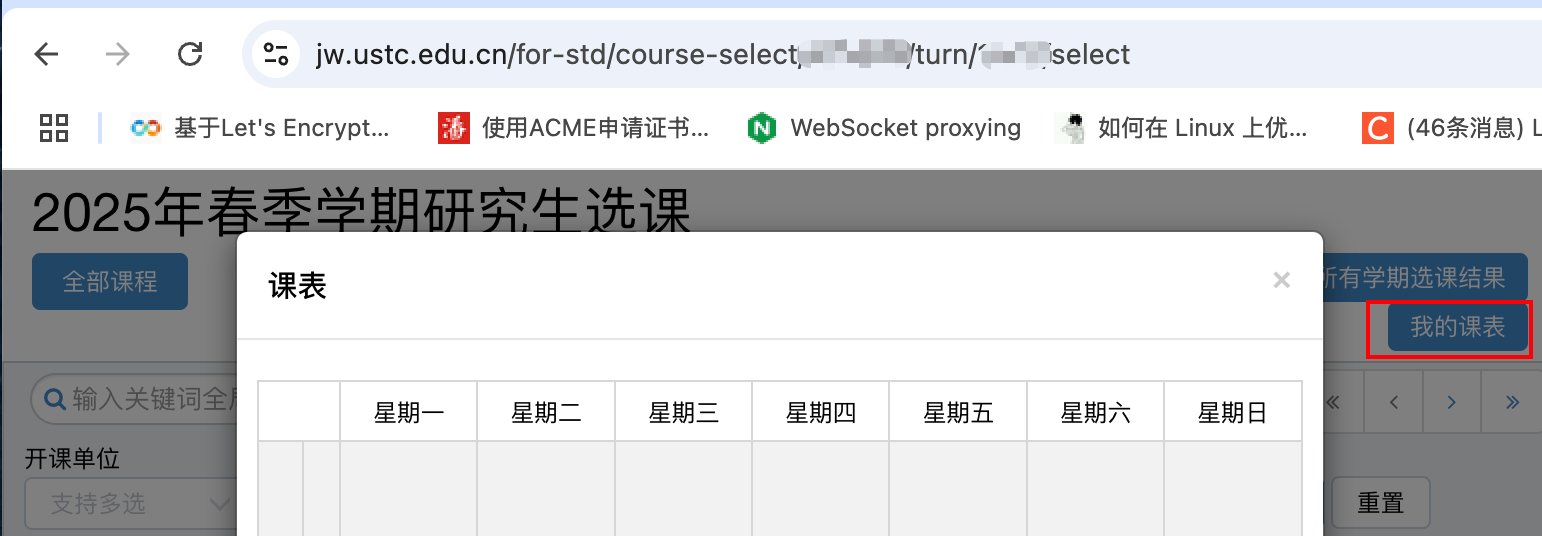 jw.ustc.edu.cn/for-std/course-select/ /turn/ select
基于Let's Encrypt... 使用ACME申请证书... WebSocket proxying 如何在 Linux 上优... (46条消息) L
2025年春季学期研究生选课
全部课程
课表 ×
所有学期选课结果
我的课表
输入关键词全局
星期一 星期二 星期三 星期四 星期五 星期六 星期日
« < > »
开课单位
支持多选
重置